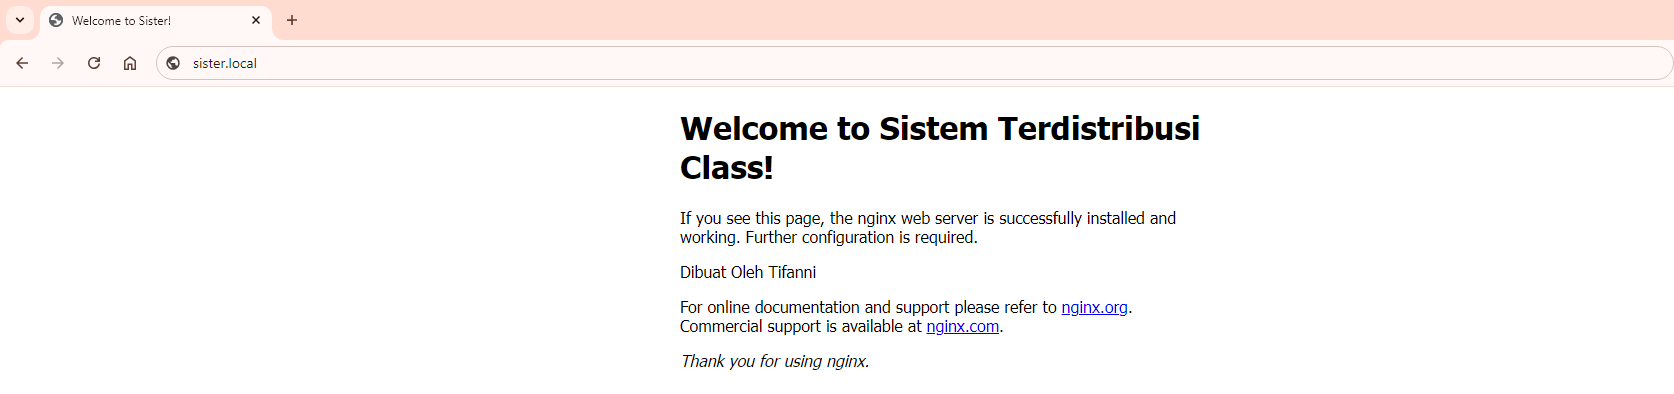 Welcome to Sister!
sister.local
Welcome to Sistem Terdistribusi
Class!
If you see this page, the nginx web server is successfully installed and
working. Further configuration is required.
Dibuat Oleh Tifanni
For online documentation and support please refer to nginx.org.
Commercial support is available at nginx.com.
Thank you for using nginx.